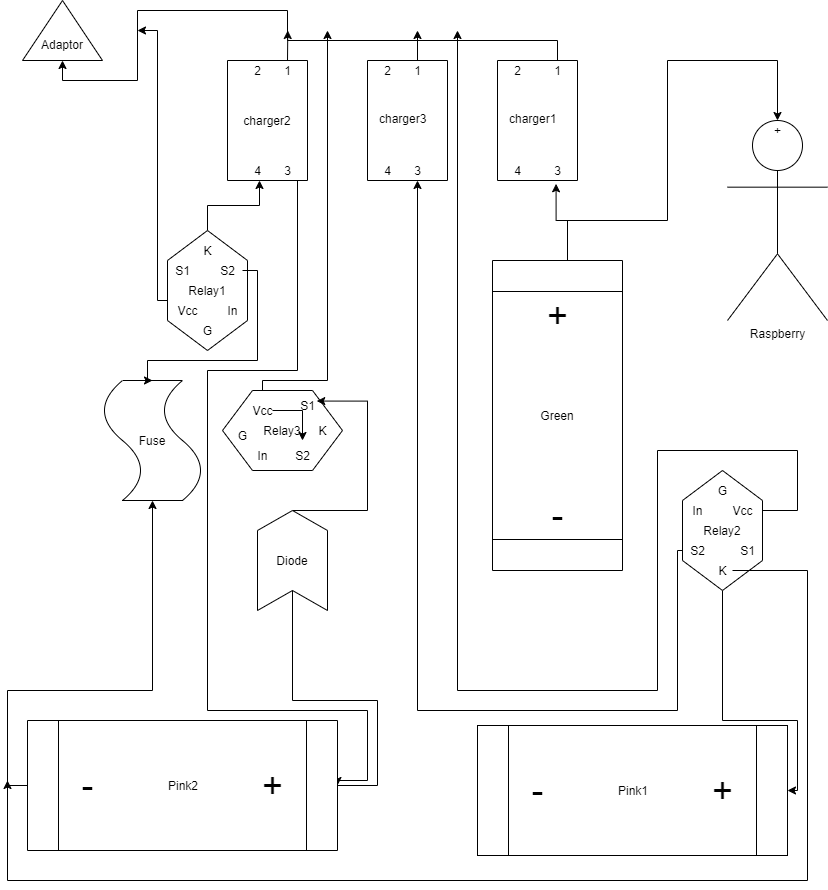 Adaptor
2 1
charger2
4 3
2 1
charger3
4 3
2 1
charger1
4 3
+
Raspberry
K
S1 S2
Relay1
Vcc In
G
Fuse
Vcc S1
G Relay3 K
In S2
Diode
+
Green
-
G
In Vcc
Relay2
S2 S1
K
- Pink2 +
- Pink1 +